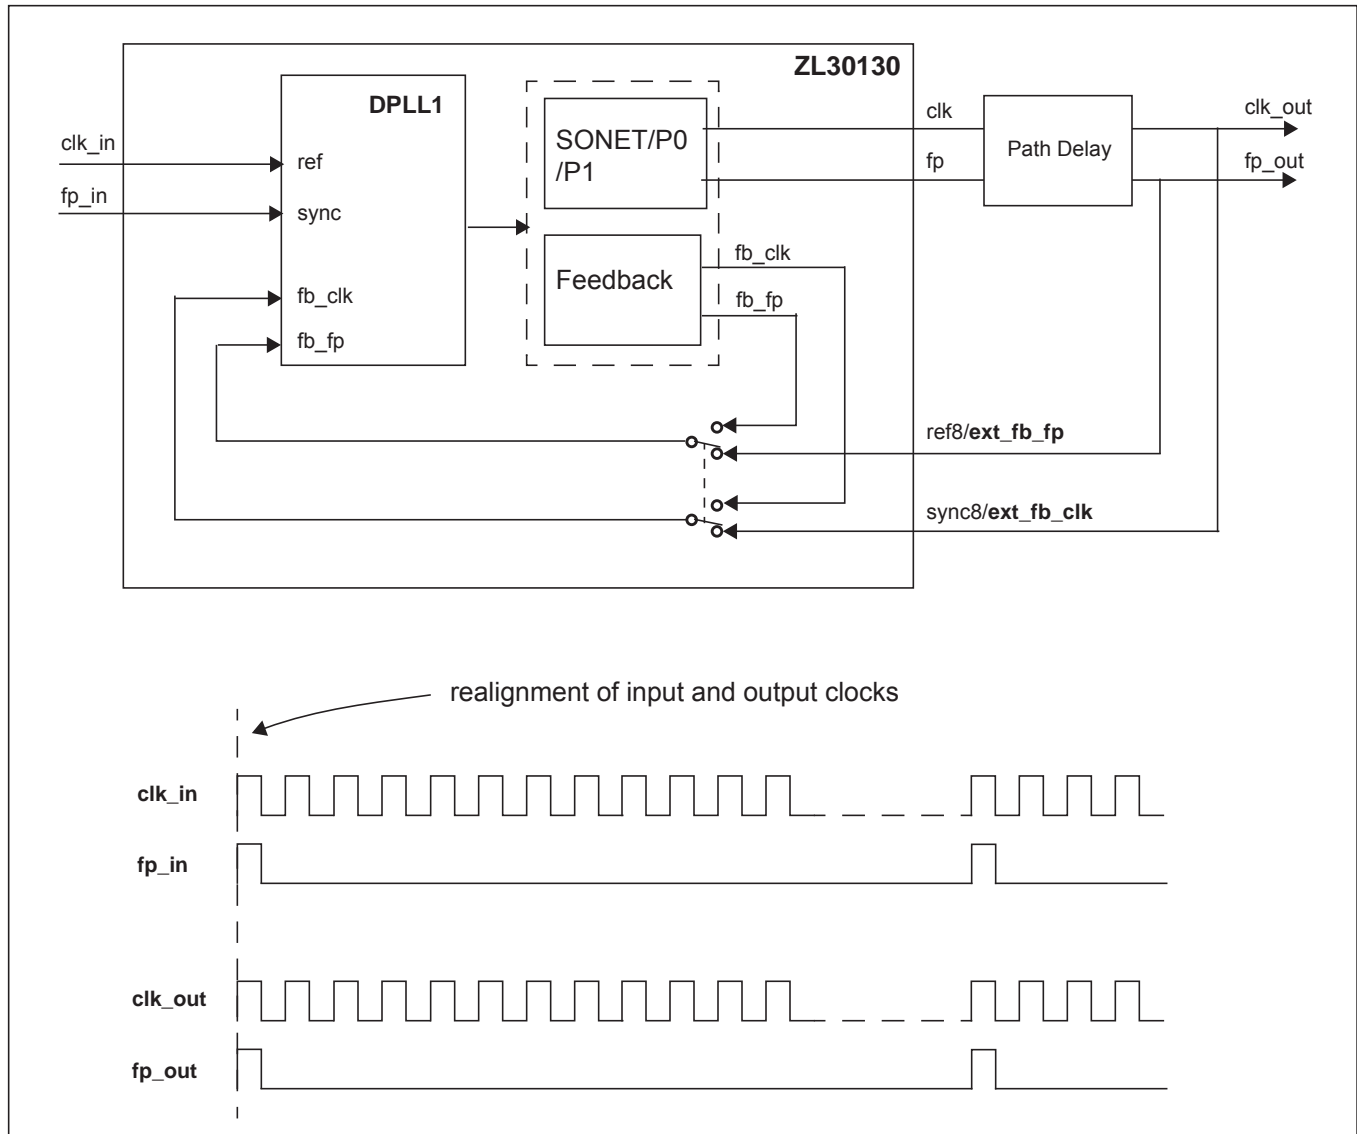 ZL30130
DPLL1
clk_in
fp_in
ref
sync
fb_clk
fb_fp
SONET/P0
/P1
Feedback
fb_clk
fb_fp
clk
fp
Path Delay
clk_out
fp_out
ref8/ext_fb_fp
sync8/ext_fb_clk
realignment of input and output clocks
clk_in
fp_in
clk_out
fp_out